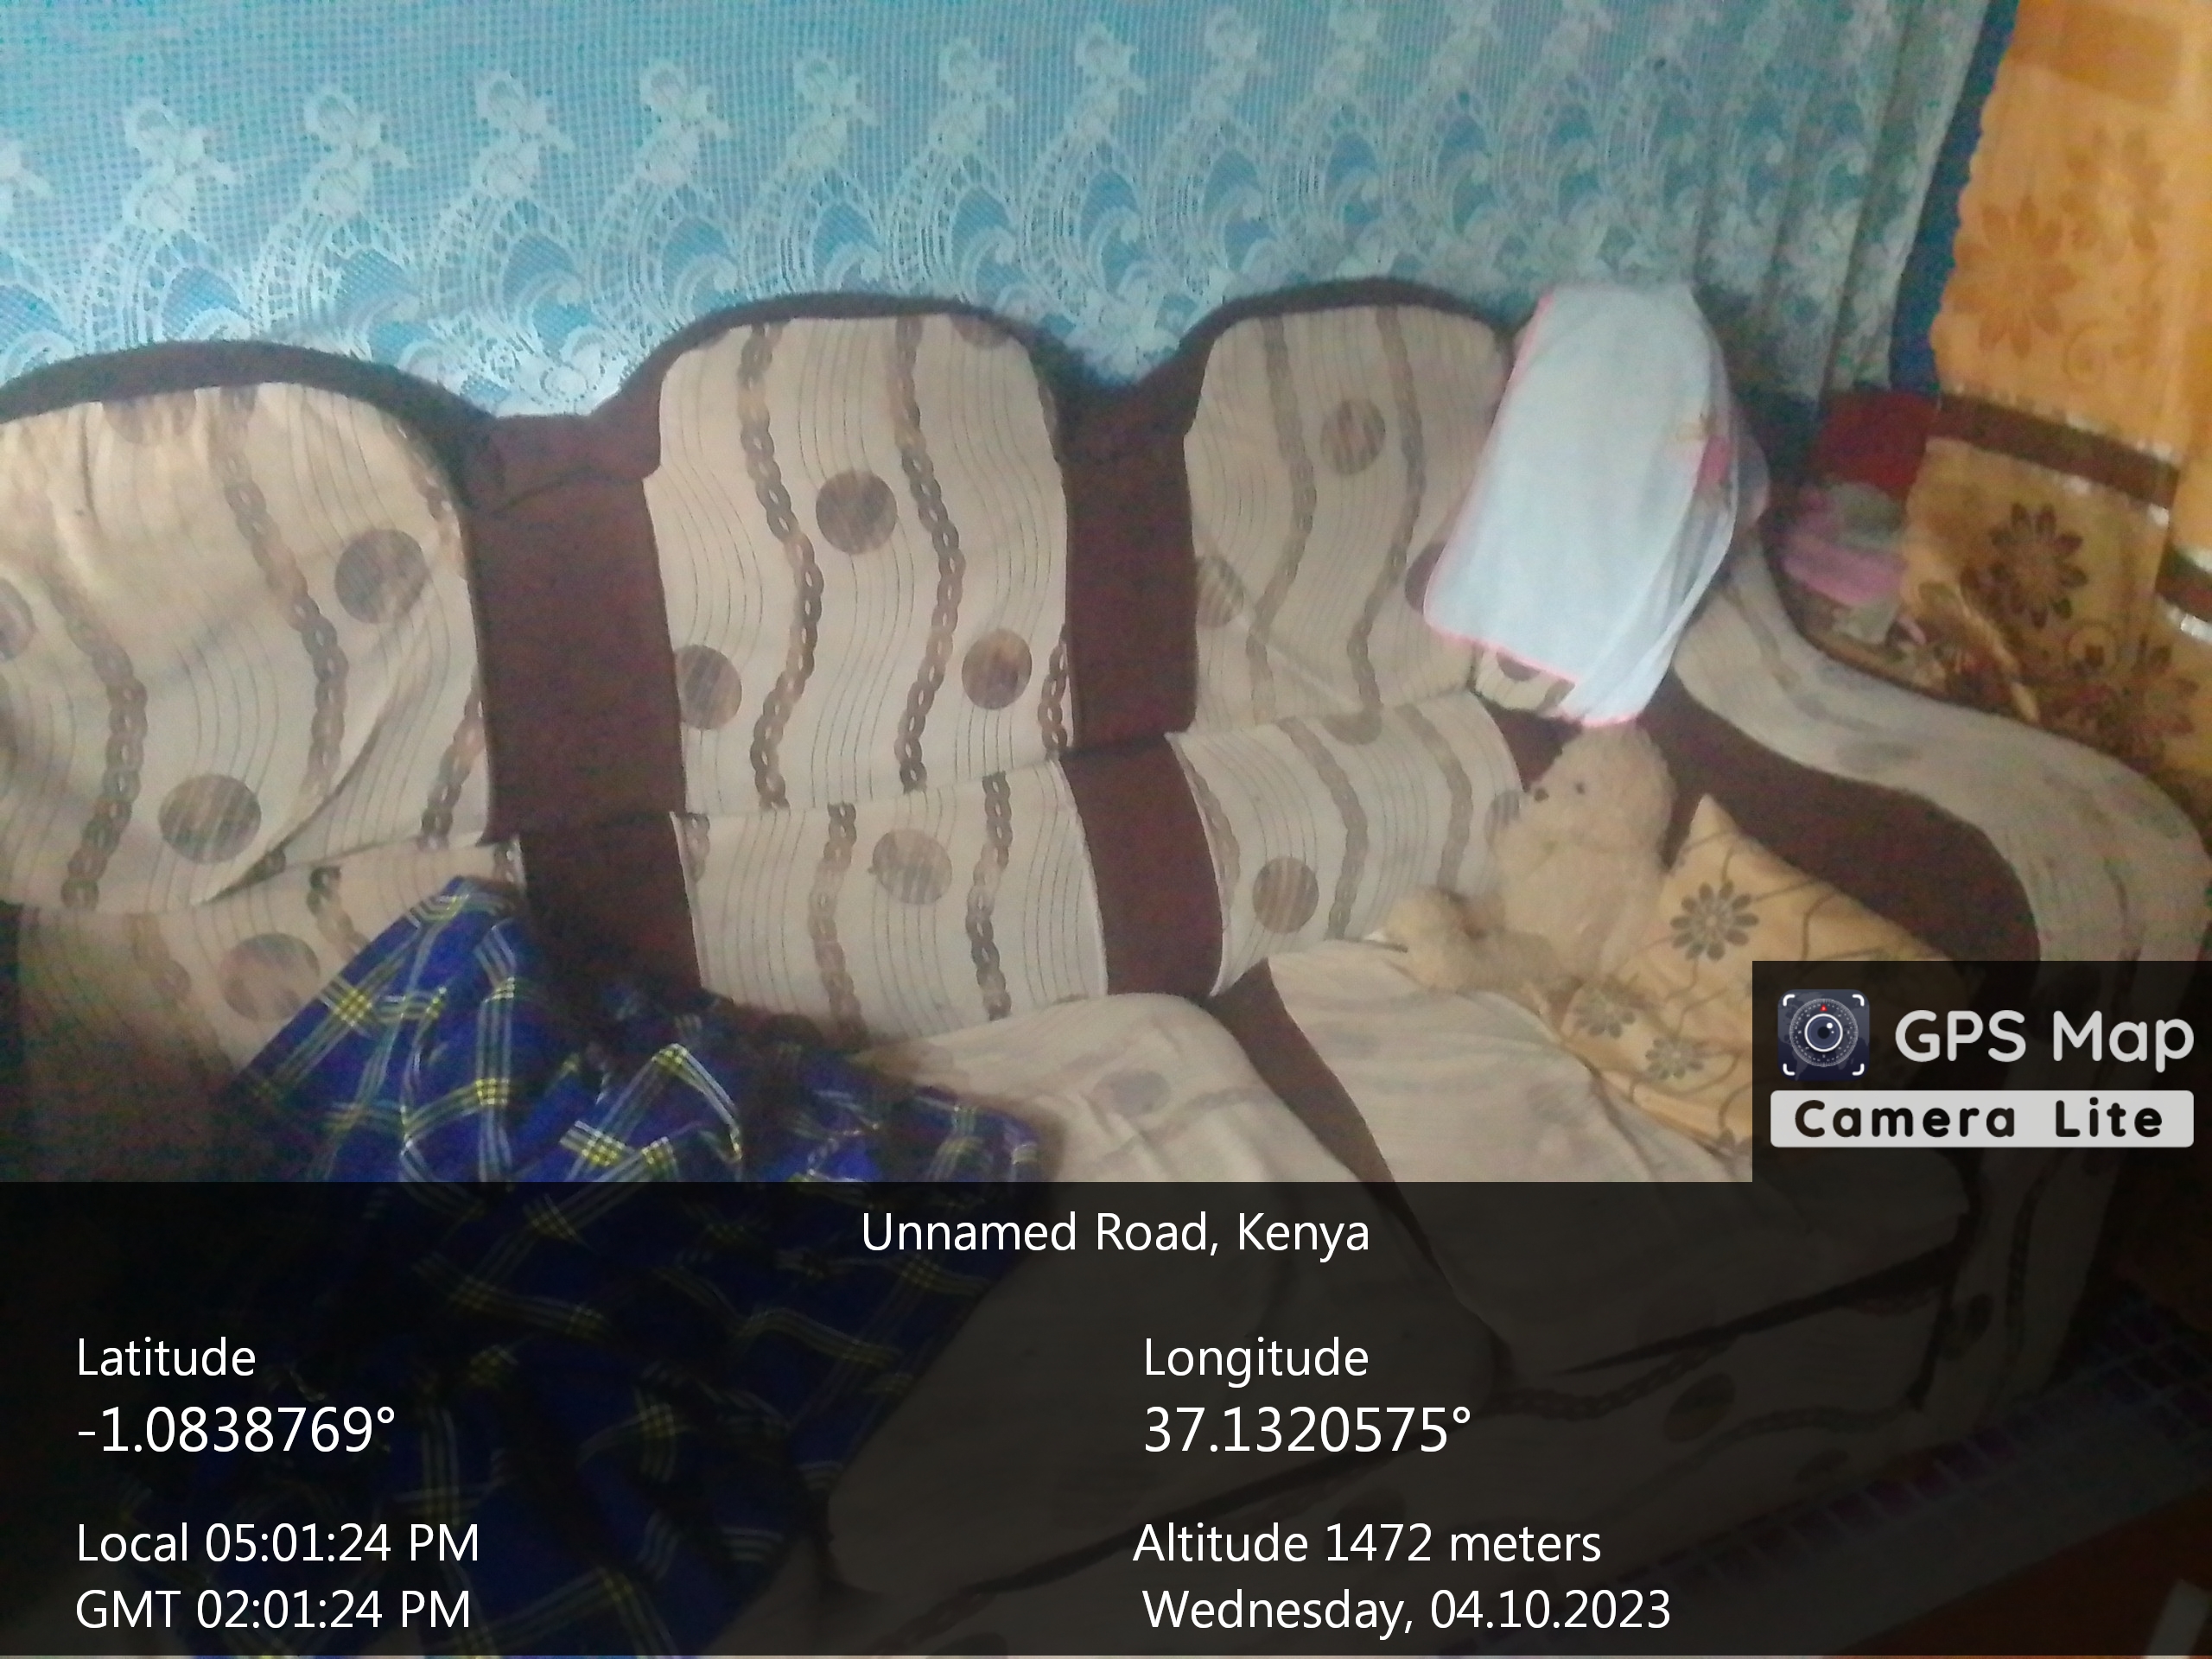 GPS Map
Camera Lite
Unnamed Road, Kenya
Latitude
-1.0838769°
Longitude
37.1320575°
Local 05:01:24 PM
GMT 02:01:24 PM
Altitude 1472 meters
Wednesday, 04.10.2023